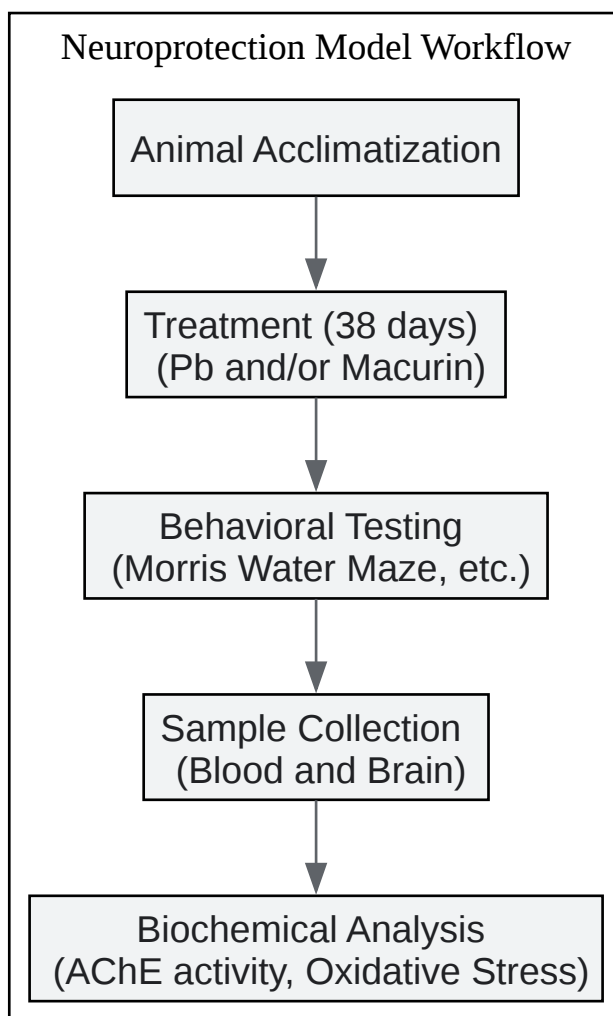 Neuroprotection Model Workflow
Animal Acclimatization
Treatment (38 days)
(Pb and/or Macurin)
Behavioral Testing
(Morris Water Maze, etc.)
Sample Collection
(Blood and Brain)
Biochemical Analysis
(AChE activity, Oxidative Stress)